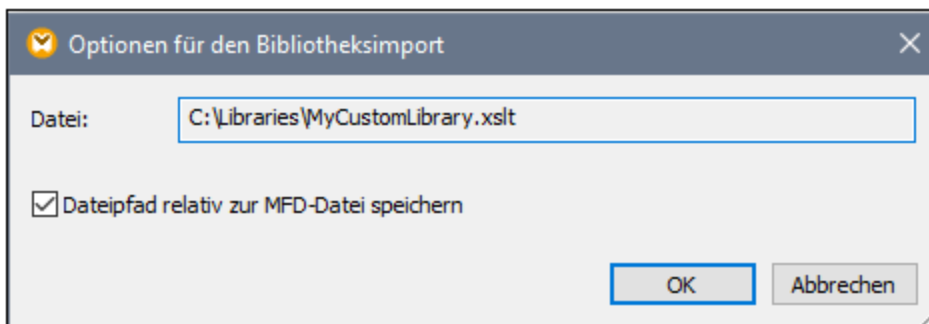 Optionen für den Bibliotheksimport
Datei: C:\Libraries\MyCustomLibrary.xslt
Dateipfad relativ zur MFD-Datei speichern
OK Abbrechen